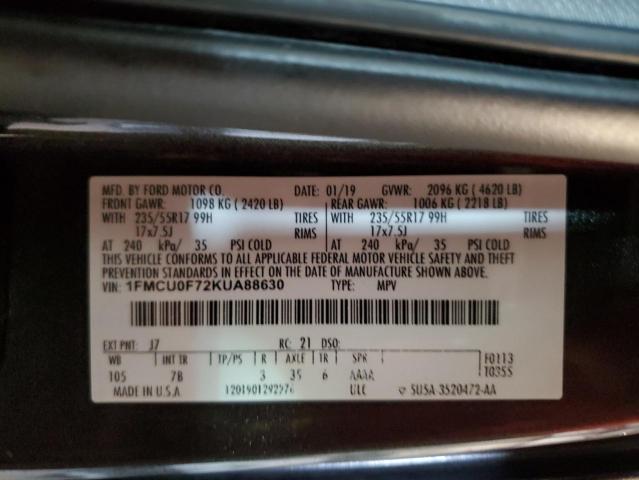 MFD. BY FORD MOTOR CO. DATE: 01/19 GVWR: 2096 KG ( 4620 LB)
FRONT GAWR: 1098 KG ( 2420 LB) REAR GAWR: 1006 KG ( 2218 LB)
WITH 235/55R17 99H TIRES WITH 235/55R17 99H TIRES
17x7.5J RIMS 17x7.5J RIMS
AT 240 kPa/ 35 PSI COLD AT 240 kPa/ 35 PSI COLD
THIS VEHICLE CONFORMS TO ALL APPLICABLE FEDERAL MOTOR VEHICLE SAFETY AND THEFT
PREVENTION STANDARDS IN EFFECT ON THE DATE OF MANUFACTURE SHOWN ABOVE.
VIN: 1FMCU0F72KUA88630 TYPE: MPV
EXT PNT: J7 RC: 21 DSO:
WB INT TR TP/PS R AXLE TR SPR F0113
105 7B 3 35 6 AAAA T0355
MADE IN U.S.A ULC 5U5A 3520472-AA